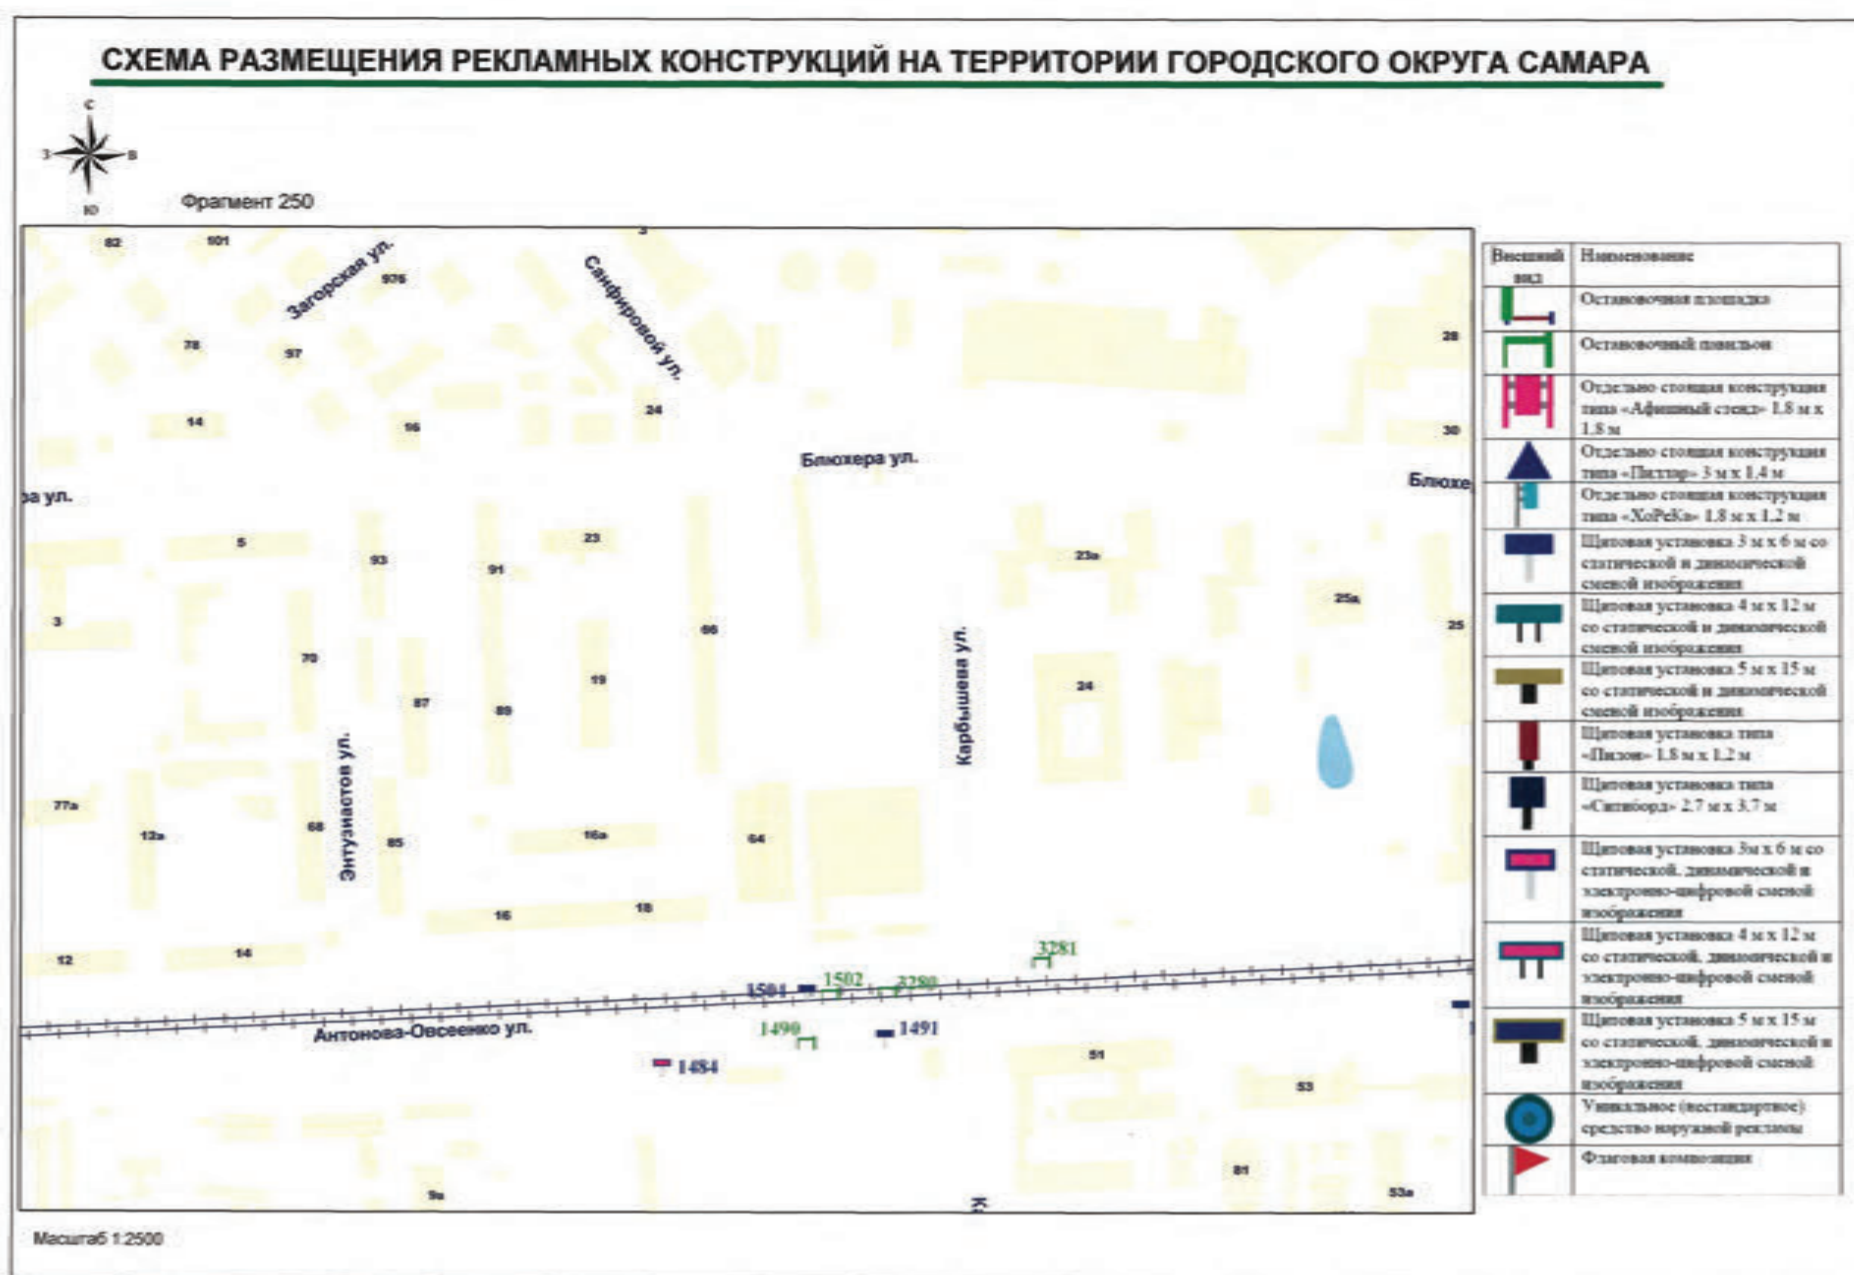 СХЕМА РАЗМЕЩЕНИЯ РЕКЛАМНЫХ КОНСТРУКЦИЙ НА ТЕРРИТОРИИ ГОРОДСКОГО ОКРУГА САМАРА
С
З В
Ю
Фрагмент 250
82 101
Загорская ул.
97б
Санфировой ул.
3
78
97
28
14
16
24
30
Блюхера ул.
ра ул.
Блюхе
5
93
91
23
23а
25а
3
70
66
25
87
89
19
24
Карбышева ул.
Энтузиастов ул.
77а
12а
68
85
16а
64
16
18
12
14
3281
1501
1502
3280
Антонова-Овсеенко ул.
1490
1491
1484
51
53
81
53а
9а
Масштаб 1:2500
Внешний вид
Наименование
Остановочная площадка
Остановочный павильон
Отдельно стоящая конструкция
типа «Афишный стенд» 1.8 м х
1.8 м
Отдельно стоящая конструкция
типа «Пиллар» 3 м х 1.4 м
Отдельно стоящая конструкция
типа «ХоРеКа» 1.8 м х 1.2 м
Щитовая установка 3 м х 6 м со
статической и динамической
сменой изображения
Щитовая установка 4 м х 12 м
со статической и динамической
сменой изображения
Щитовая установка 5 м х 15 м
со статической и динамической
сменой изображения
Щитовая установка типа
«Пилон» 1.8 м х 1.2 м
Щитовая установка типа
«Ситиборд» 2.7 м х 3.7 м
Щитовая установка 3м х 6 м со
статической, динамической и
электронно-цифровой сменой
изображения
Щитовая установка 4 м х 12 м
со статической, динамической и
электронно-цифровой сменой
изображения
Щитовая установка 5 м х 15 м
со статической, динамической и
электронно-цифровой сменой
изображения
Уникальное (нестандартное)
средство наружной рекламы
Флаговая композиция